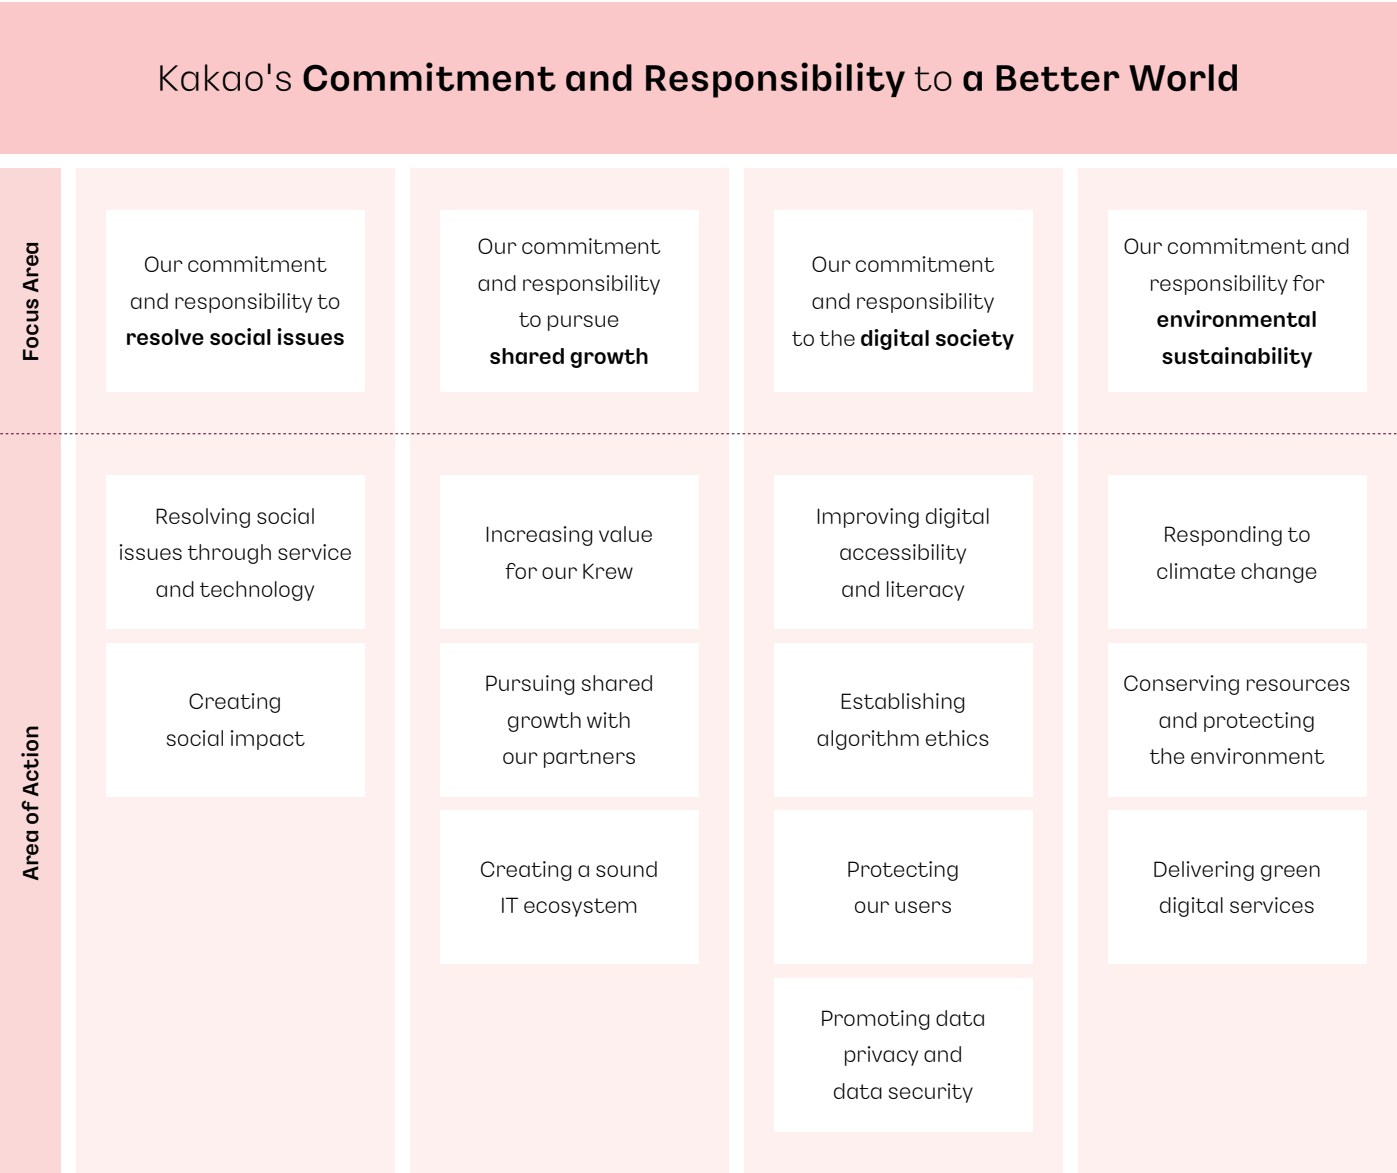 Kakao's Commitment and Responsibility to a Better World
Focus Area
Our commitment
and responsibility to
resolve social issues
Our commitment
and responsibility
to pursue
shared growth
Our commitment
and responsibility
to the digital society
Our commitment and
responsibility for
environmental
sustainability
Area of Action
Resolving social
issues through service
and technology
Creating
social impact
Increasing value
for our Krew
Pursuing shared
growth with
our partners
Creating a sound
IT ecosystem
Improving digital
accessibility
and literacy
Establishing
algorithm ethics
Protecting
our users
Promoting data
privacy and
data security
Responding to
climate change
Conserving resources
and protecting
the environment
Delivering green
digital services